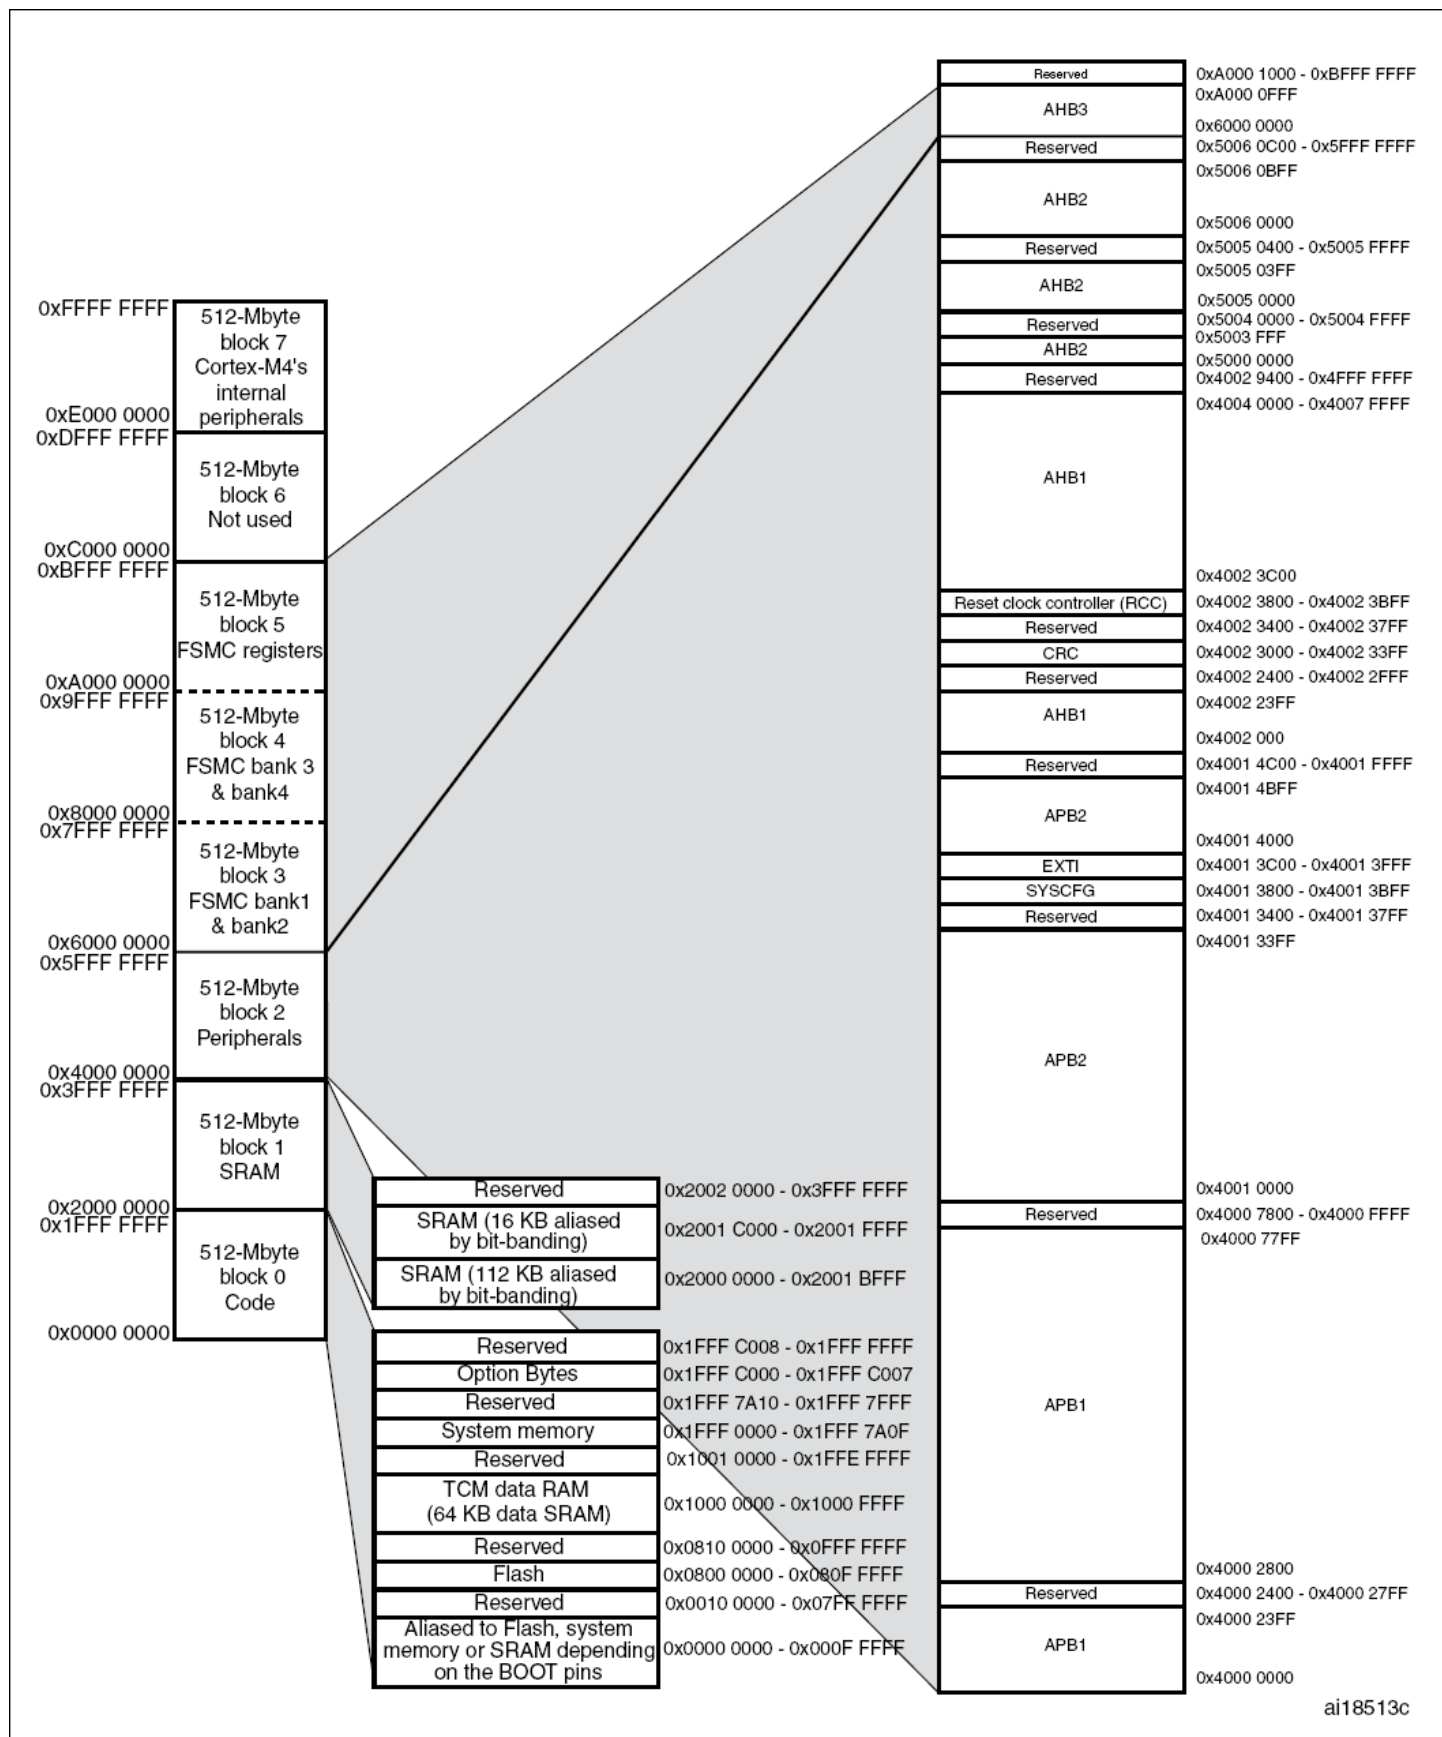 0xFFFF FFFF
512-Mbyte
block 7
Cortex-M4's
internal
peripherals
0xE000 0000
0xDFFF FFFF
512-Mbyte
block 6
Not used
0xC000 0000
0xBFFF FFFF
512-Mbyte
block 5
FSMC registers
0xA000 0000
0x9FFF FFFF
512-Mbyte
block 4
FSMC bank 3
& bank4
0x8000 0000
0x7FFF FFFF
512-Mbyte
block 3
FSMC bank1
& bank2
0x6000 0000
0x5FFF FFFF
512-Mbyte
block 2
Peripherals
0x4000 0000
0x3FFF FFFF
512-Mbyte
block 1
SRAM
0x2000 0000
0x1FFF FFFF
512-Mbyte
block 0
Code
0x0000 0000
Reserved 0x2002 0000 - 0x3FFF FFFF
SRAM (16 KB aliased
by bit-banding)
0x2001 C000 - 0x2001 FFFF
SRAM (112 KB aliased
by bit-banding)
0x2000 0000 - 0x2001 BFFF
Reserved 0x1FFF C008 - 0x1FFF FFFF
Option Bytes 0x1FFF C000 - 0x1FFF C007
Reserved 0x1FFF 7A10 - 0x1FFF 7FFF
System memory 0x1FFF 0000 - 0x1FFF 7A0F
Reserved 0x1001 0000 - 0x1FFE FFFF
TCM data RAM
(64 KB data SRAM)
0x1000 0000 - 0x1000 FFFF
Reserved 0x0810 0000 - 0x0FFF FFFF
Flash 0x0800 0000 - 0x080F FFFF
Reserved 0x0010 0000 - 0x07FF FFFF
Aliased to Flash, system
memory or SRAM depending
on the BOOT pins
0x0000 0000 - 0x000F FFFF
Reserved 0xA000 1000 - 0xBFFF FFFF
0xA000 0FFF
AHB3
0x6000 0000
Reserved 0x5006 0C00 - 0x5FFF FFFF
0x5006 0BFF
AHB2
0x5006 0000
Reserved 0x5005 0400 - 0x5005 FFFF
0x5005 03FF
AHB2
0x5005 0000
Reserved 0x5004 0000 - 0x5004 FFFF
0x5003 FFF
AHB2
0x5000 0000
Reserved 0x4002 9400 - 0x4FFF FFFF
0x4004 0000 - 0x4007 FFFF
AHB1
0x4002 3C00
Reset clock controller (RCC) 0x4002 3800 - 0x4002 3BFF
Reserved 0x4002 3400 - 0x4002 37FF
CRC 0x4002 3000 - 0x4002 33FF
Reserved 0x4002 2400 - 0x4002 2FFF
0x4002 23FF
AHB1
0x4002 000
Reserved 0x4001 4C00 - 0x4001 FFFF
0x4001 4BFF
APB2
0x4001 4000
EXTI 0x4001 3C00 - 0x4001 3FFF
SYSCFG 0x4001 3800 - 0x4001 3BFF
Reserved 0x4001 3400 - 0x4001 37FF
0x4001 33FF
APB2
0x4001 0000
Reserved 0x4000 7800 - 0x4000 FFFF
0x4000 77FF
APB1
0x4000 2800
Reserved 0x4000 2400 - 0x4000 27FF
0x4000 23FF
APB1
0x4000 0000
ai18513c